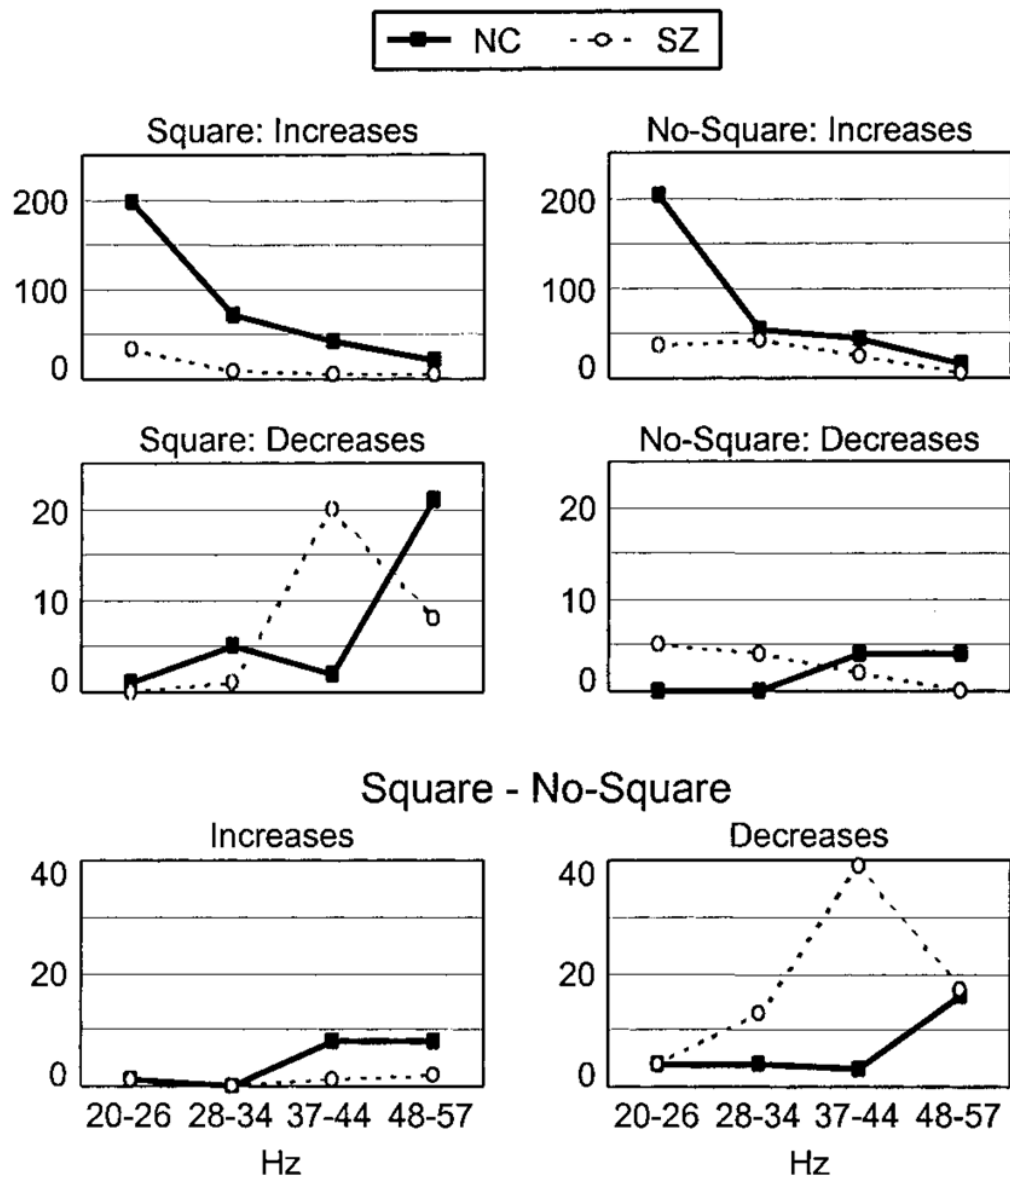 NC SZ
Square: Increases No-Square: Increases
200 200
100 100
0 0
Square: Decreases No-Square: Decreases
20 20
10 10
0 0
Square - No-Square
Increases Decreases
40 40
20 20
0 0
20-26 28-34 37-44 48-57 20-26 28-34 37-44 48-57
Hz Hz